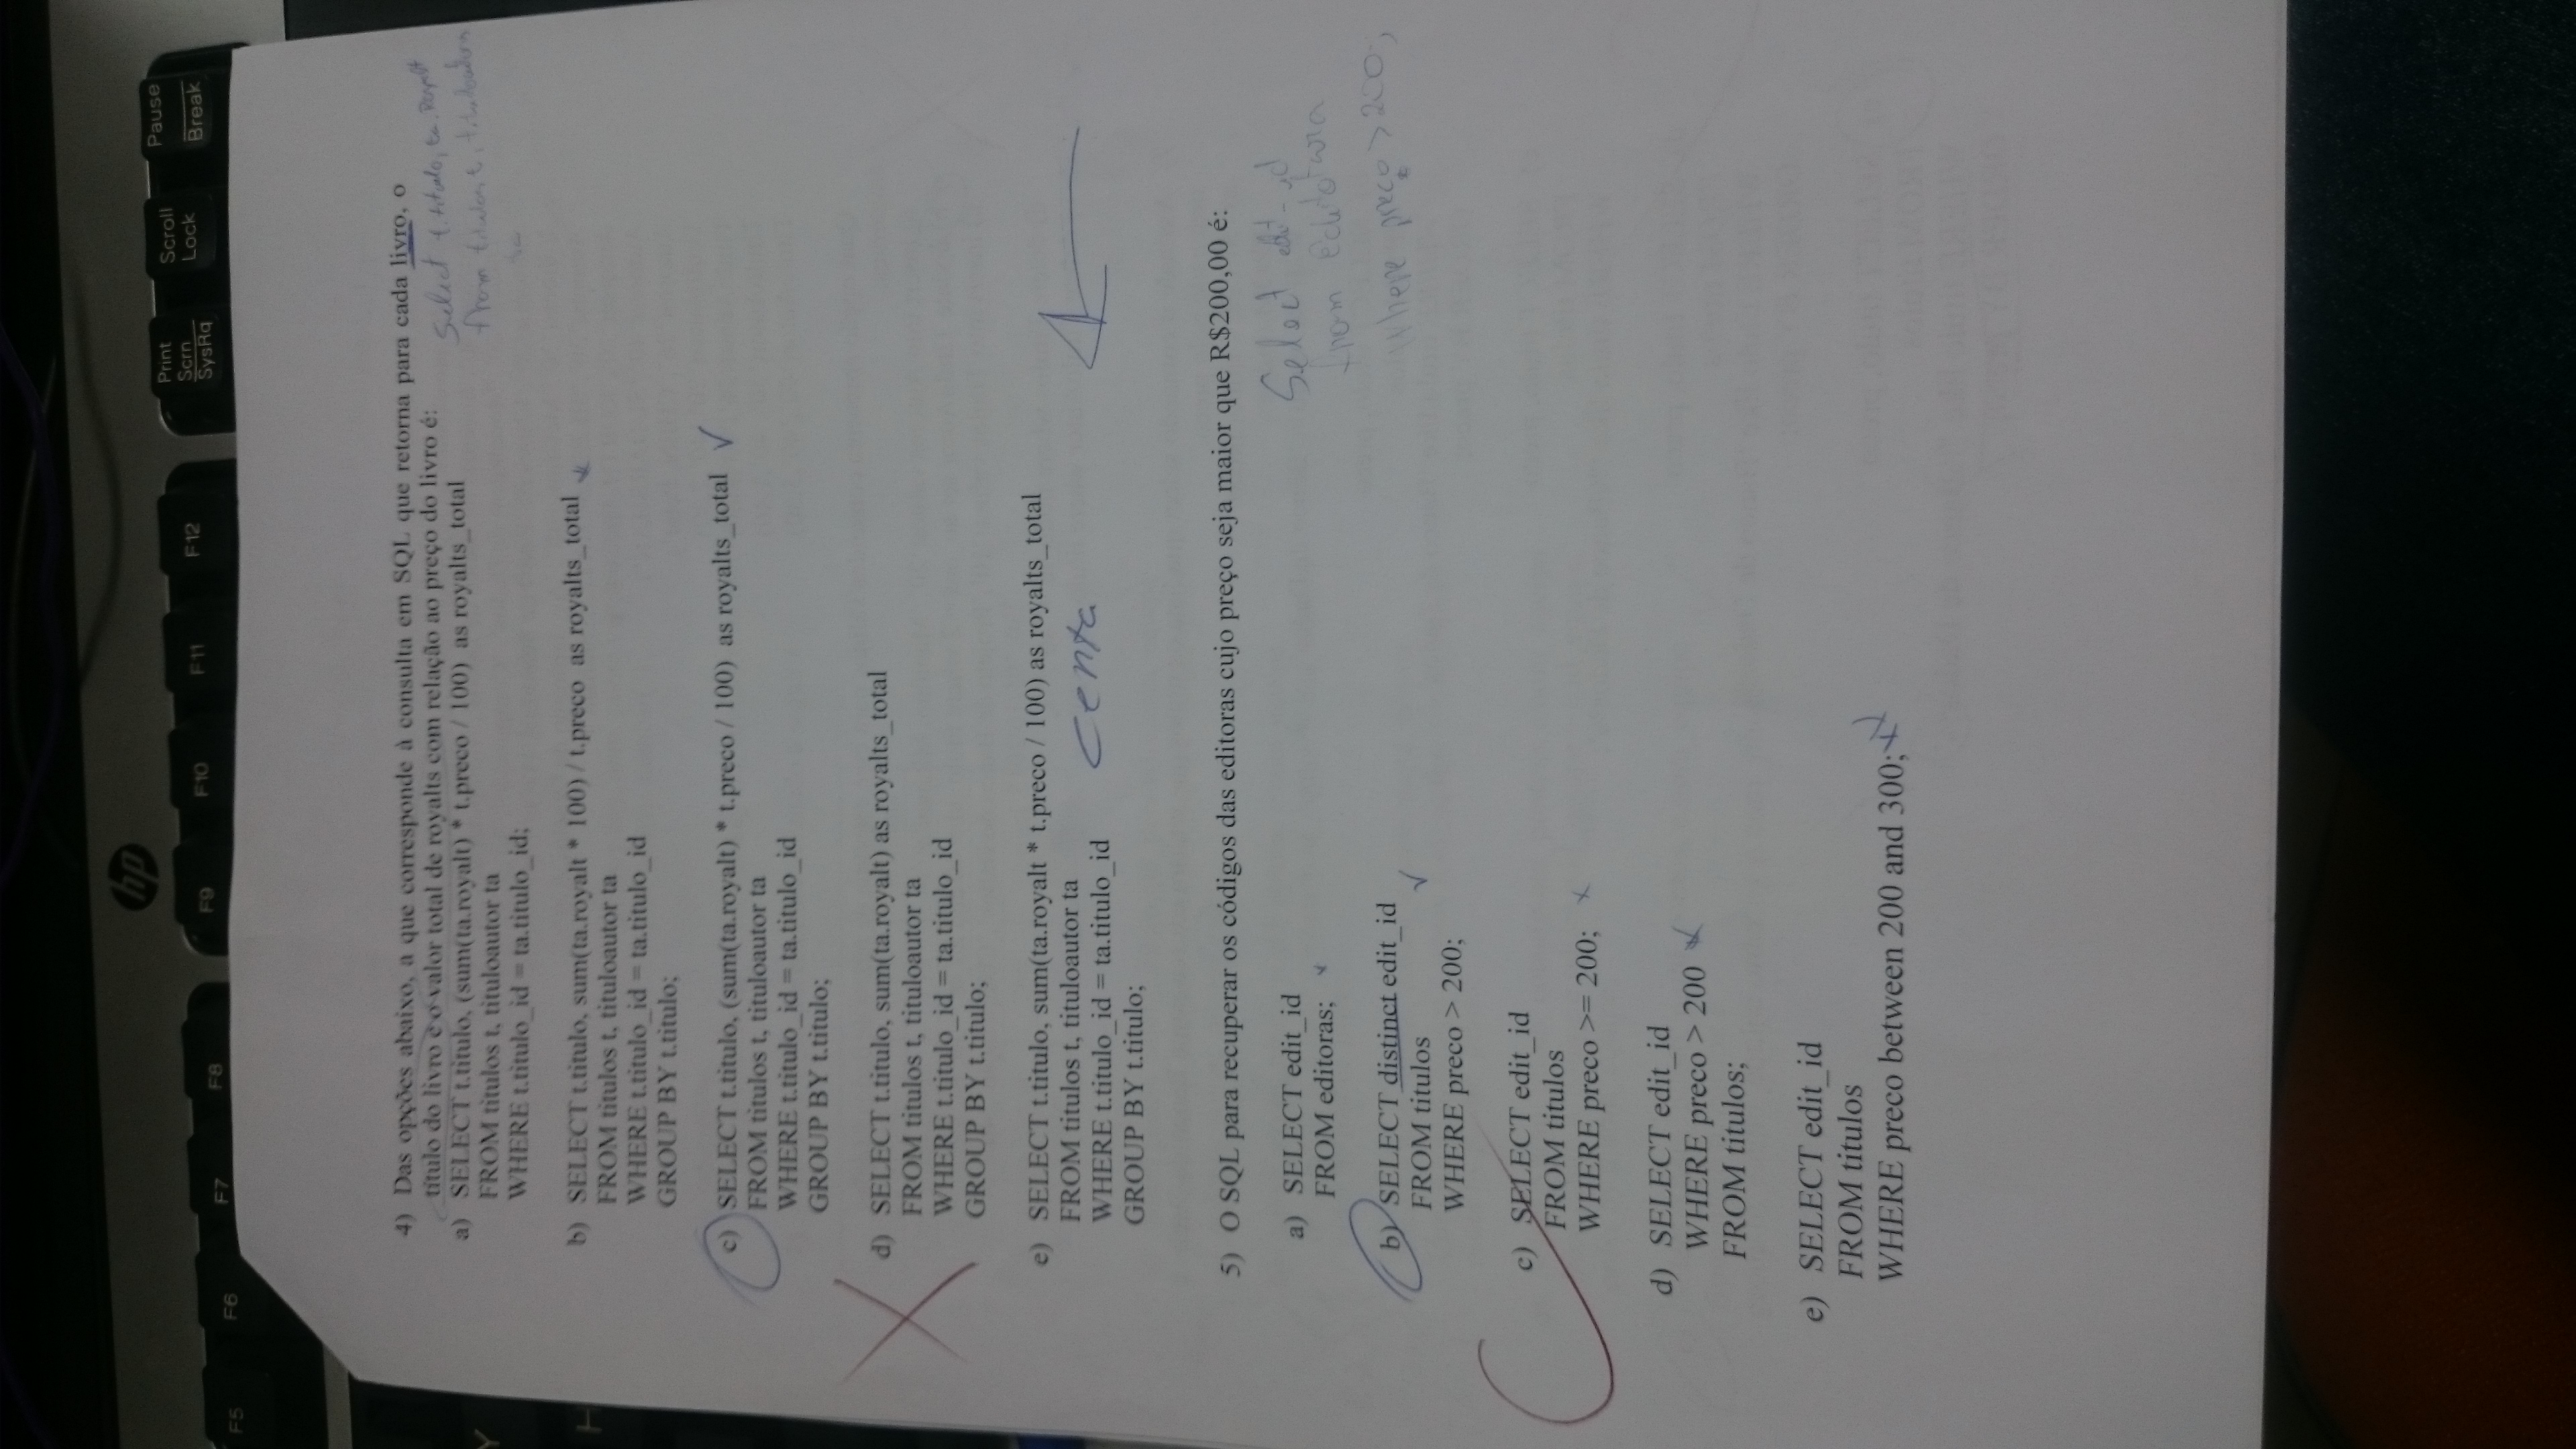 hp
Print
Scrn
SysRq
Scroll
Lock
Pause
Break
F5
F6
F7
F8
F9
F10
F11
F12
Y
H
4) Das opções abaixo, a que corresponde à consulta em SQL que retorna para cada livro, o
título do livro e o valor total de royalts com relação ao preço do livro é:
a) SELECT t.titulo, (sum(ta.royalt) * t.preco / 100) as royalts_total
FROM titulos t, tituloautor ta
WHERE t.titulo_id = ta.titulo_id;
Select t.titulo, ta.Royalt
from titulos t,
b) SELECT t.titulo, sum(ta.royalt * 100) / t.preco as royalts_total
FROM titulos t, tituloautor ta
WHERE t.titulo_id = ta.titulo_id
GROUP BY t.titulo;
c) SELECT t.titulo, (sum(ta.royalt) * t.preco / 100) as royalts_total
FROM titulos t, tituloautor ta
WHERE t.titulo_id = ta.titulo_id
GROUP BY t.titulo;
d) SELECT t.titulo, sum(ta.royalt) as royalts_total
FROM titulos t, tituloautor ta
WHERE t.titulo_id = ta.titulo_id
GROUP BY t.titulo;
e) SELECT t.titulo, sum(ta.royalt * t.preco / 100) as royalts_total
FROM titulos t, tituloautor ta
WHERE t.titulo_id = ta.titulo_id
GROUP BY t.titulo;
certa
5) O SQL para recuperar os códigos das editoras cujo preço seja maior que R$200,00 é:
a) SELECT edit_id
FROM editoras;
Select edit_id
from
Where preco > 200;
b) SELECT distinct edit_id
FROM titulos
WHERE preco > 200;
c) SELECT edit_id
FROM titulos
WHERE preco >= 200;
d) SELECT edit_id
WHERE preco > 200
FROM titulos;
e) SELECT edit_id
FROM titulos
WHERE preco between 200 and 300;